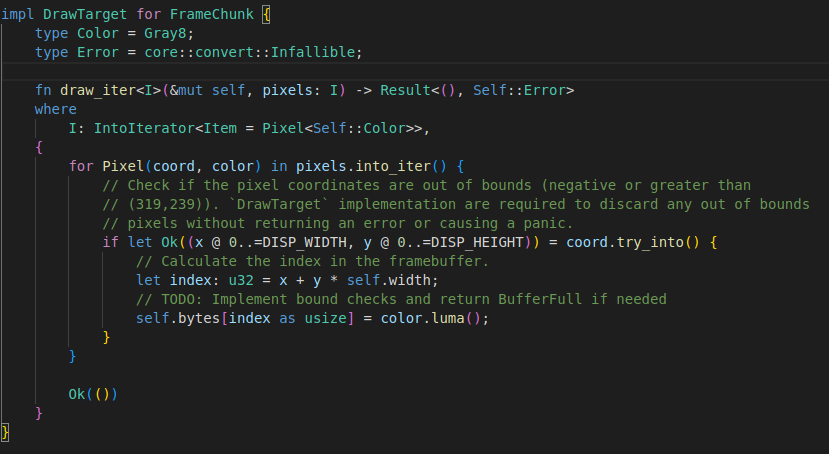 impl DrawTarget for FrameChunk {
    type Color = Gray8;
    type Error = core::convert::Infallible;

    fn draw_iter<I>(&mut self, pixels: I) -> Result<(), Self::Error>
    where
        I: IntoIterator<Item = Pixel<Self::Color>>,
    {
        for Pixel(coord, color) in pixels.into_iter() {
            // Check if the pixel coordinates are out of bounds (negative or greater than
            // (319,239)). `DrawTarget` implementation are required to discard any out of bounds
            // pixels without returning an error or causing a panic.
            if let Ok((x @ 0..=DISP_WIDTH, y @ 0..=DISP_HEIGHT)) = coord.try_into() {
                // Calculate the index in the framebuffer.
                let index: u32 = x + y * self.width;
                // TODO: Implement bound checks and return BufferFull if needed
                self.bytes[index as usize] = color.luma();
            }
        }

        Ok(())
    }
}